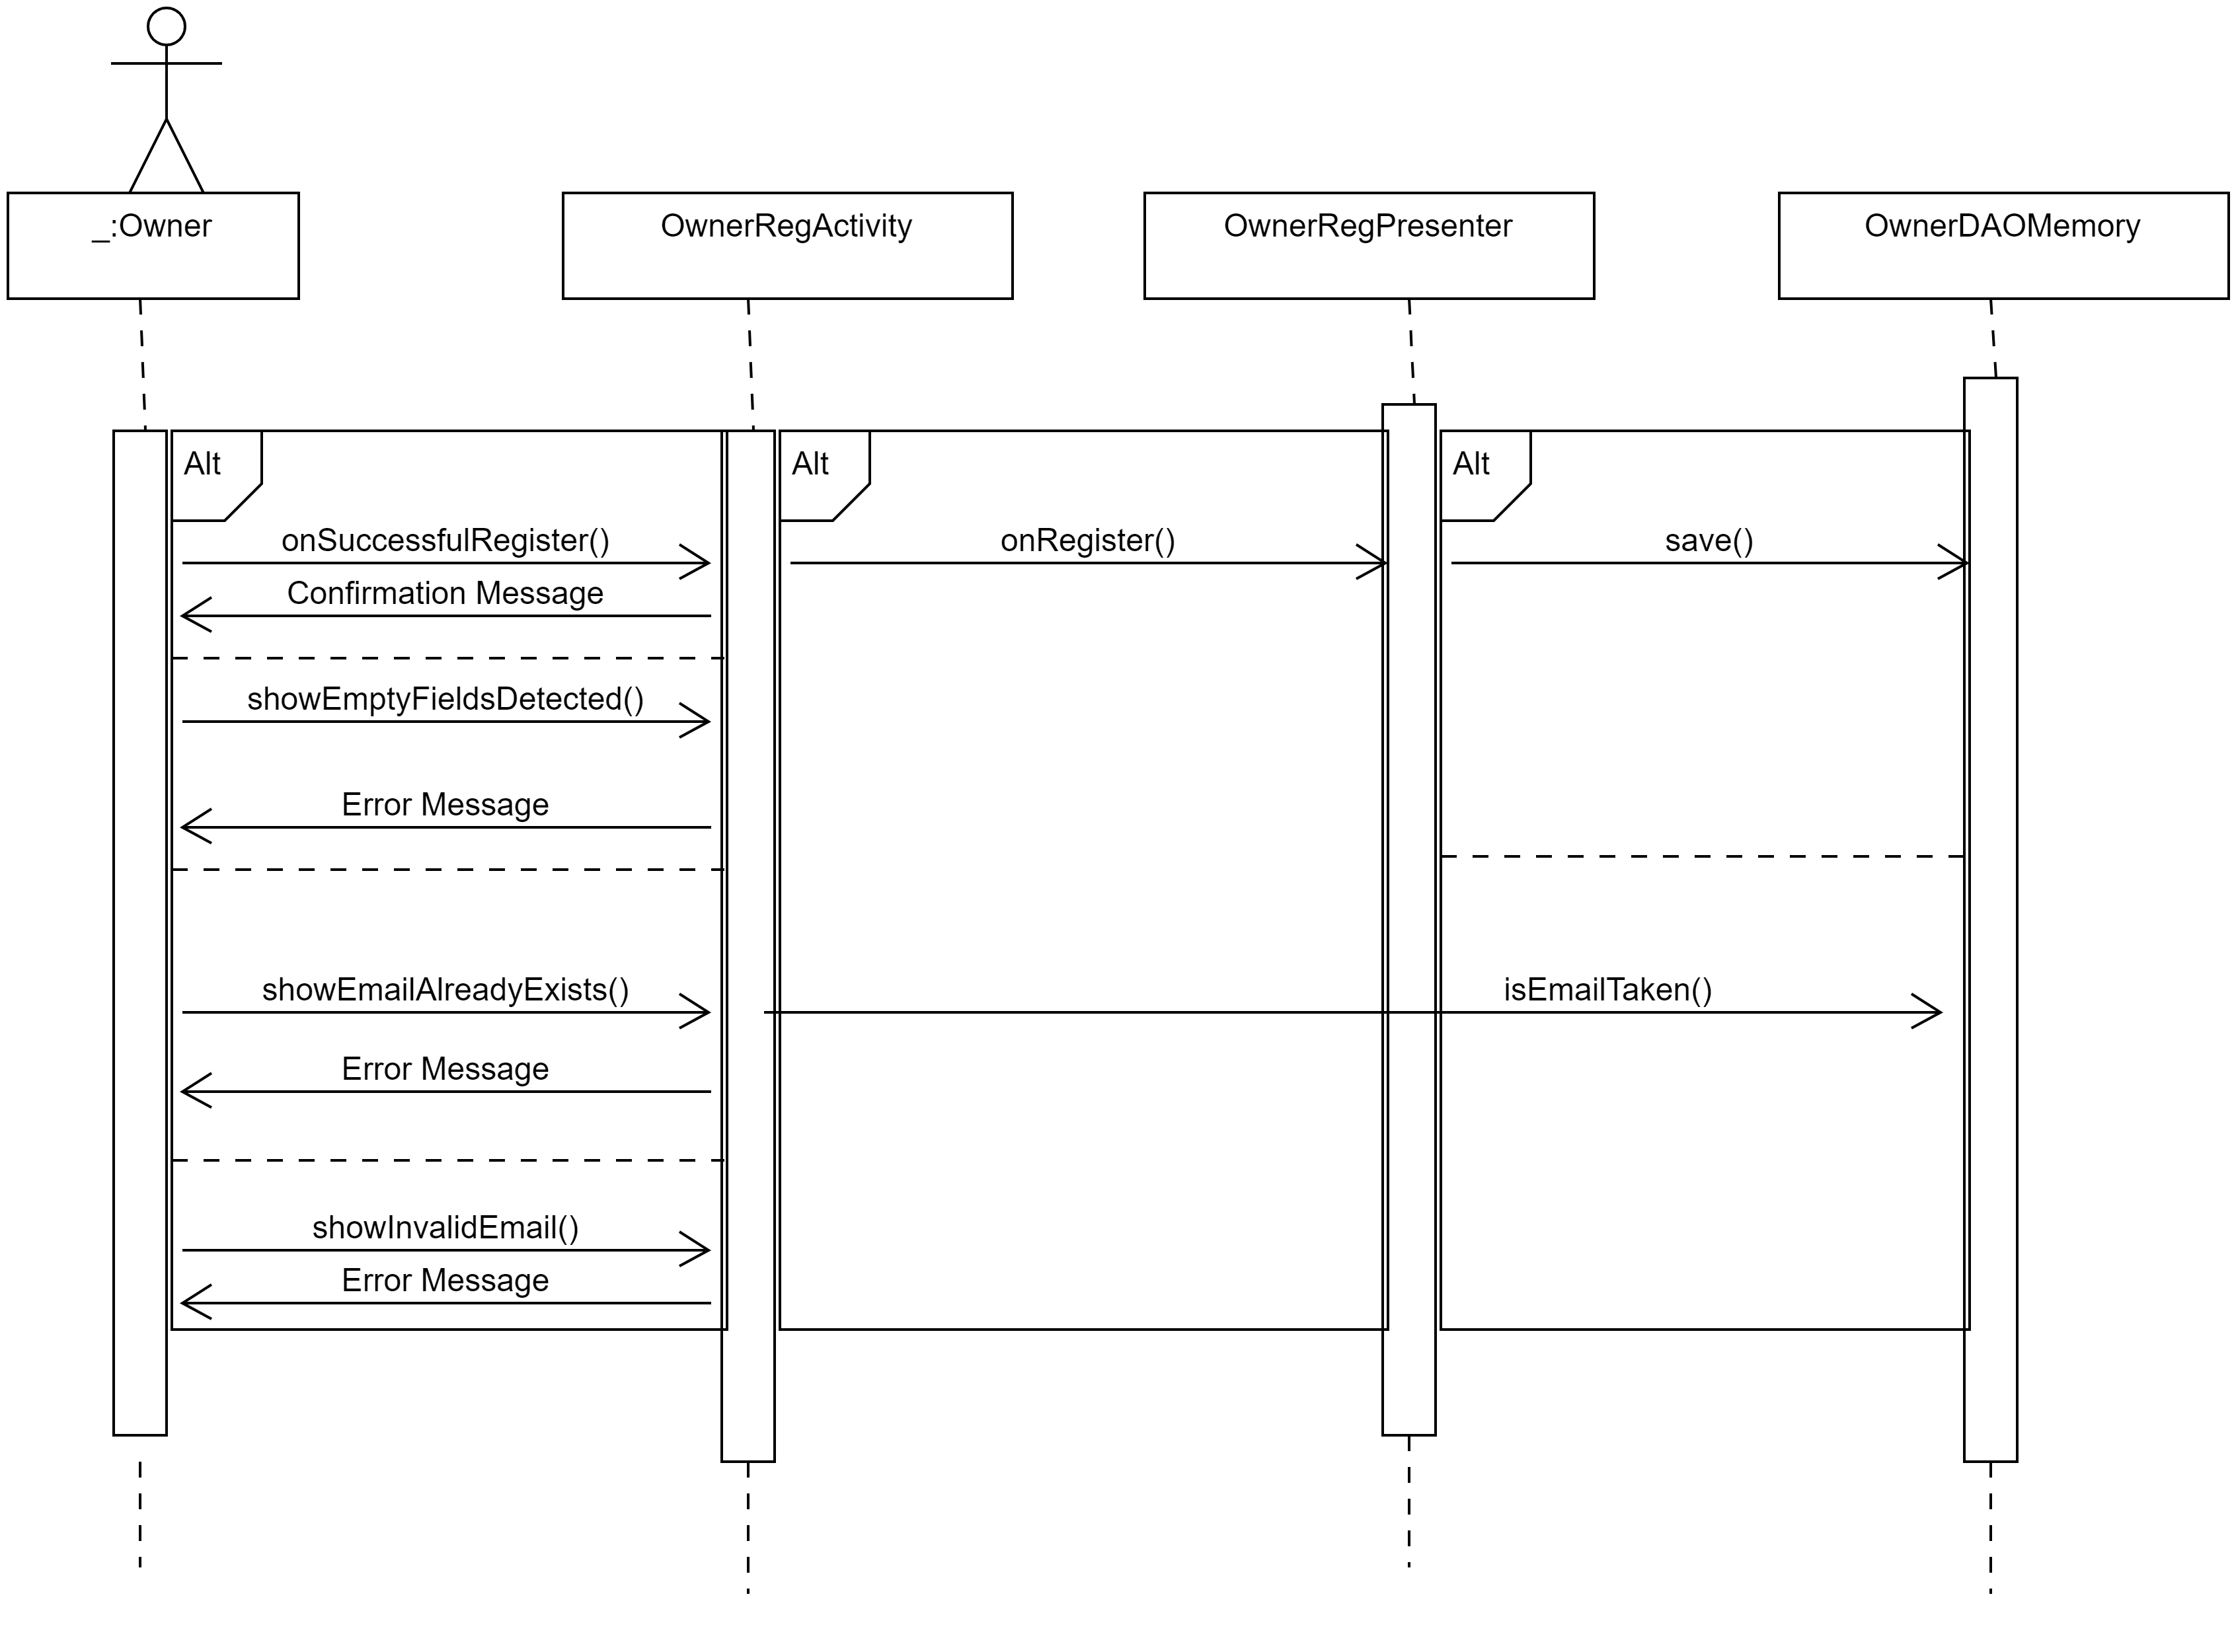 _:Owner
OwnerRegActivity
OwnerRegPresenter
OwnerDAOMemory
Alt
Alt
Alt
onSuccessfulRegister()
onRegister()
save()
Confirmation Message
showEmptyFieldsDetected()
Error Message
showEmailAlreadyExists()
isEmailTaken()
Error Message
showInvalidEmail()
Error Message